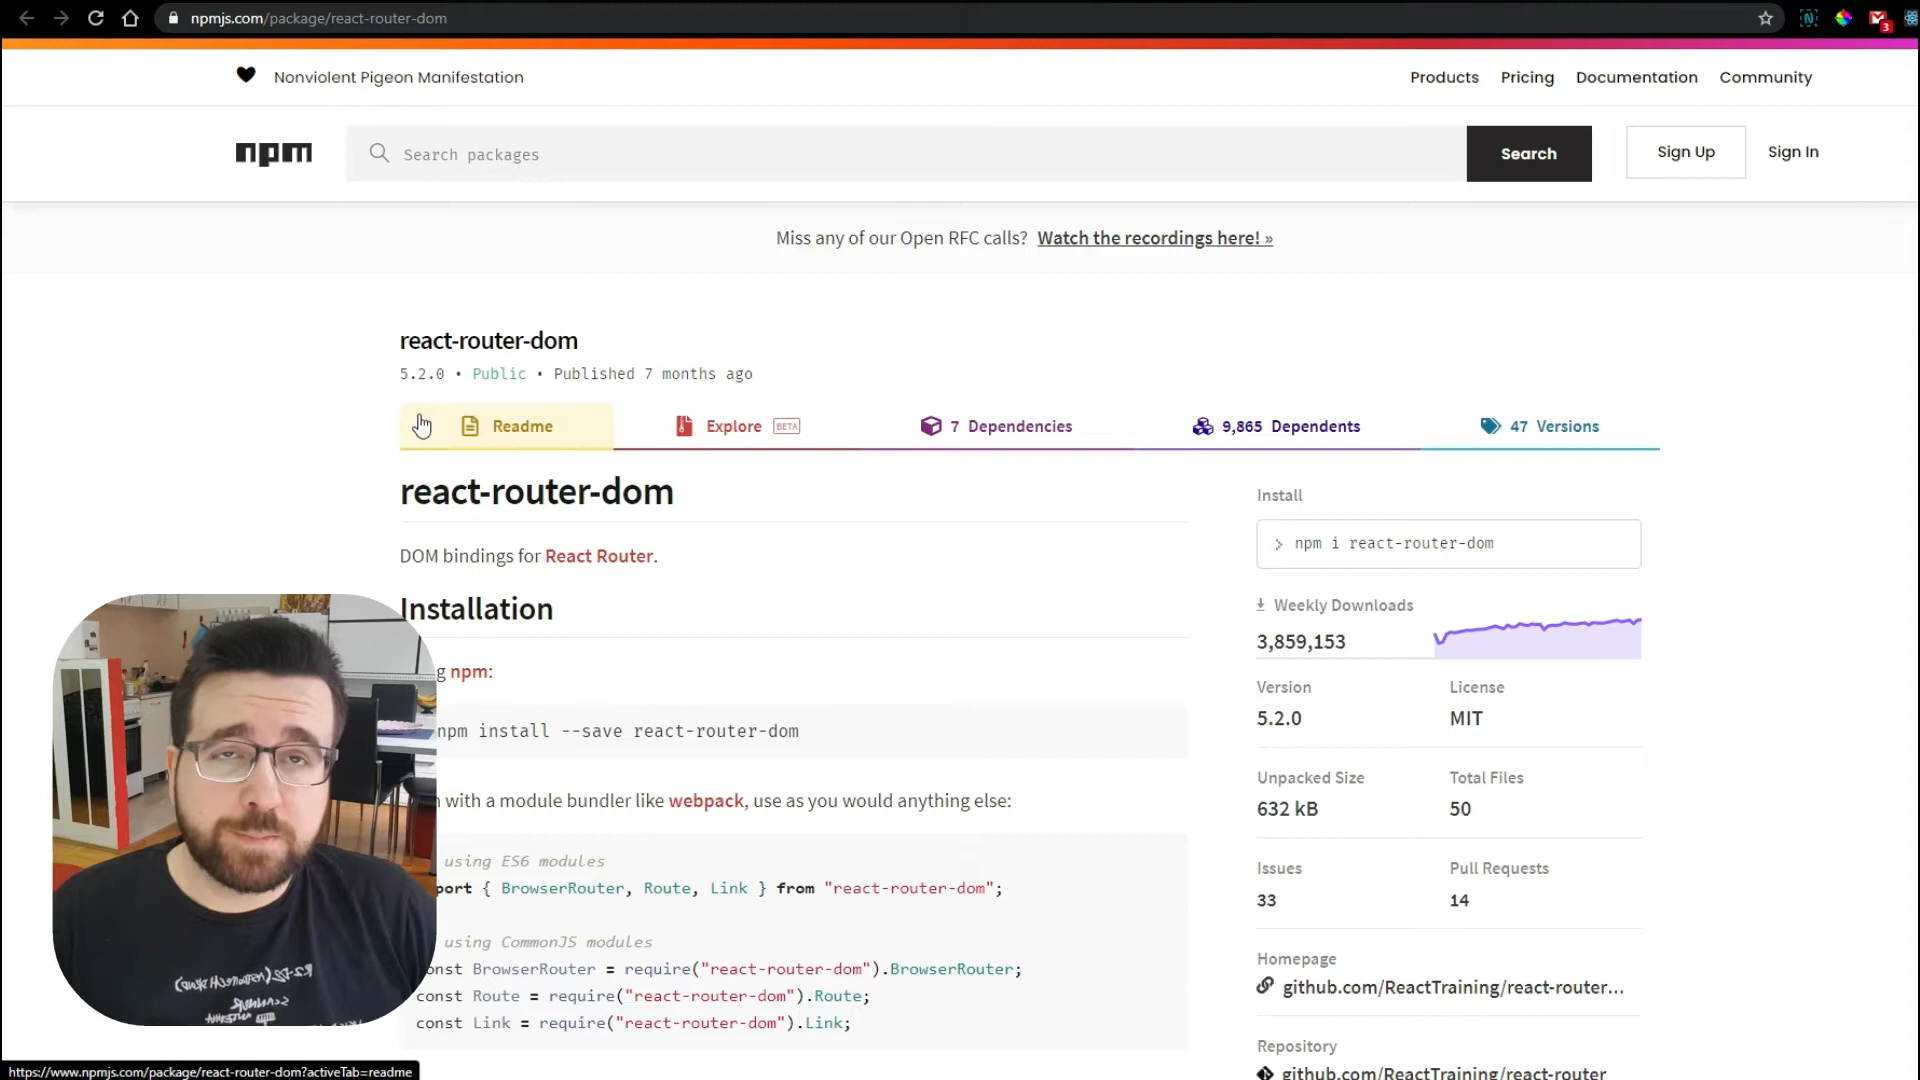 npmjs.com/package/react-router-dom
3
Nonviolent Pigeon Manifestation
Products Pricing Documentation Community
npm
Search packages
Search
Sign Up
Sign In
Miss any of our Open RFC calls? Watch the recordings here! »
react-router-dom
5.2.0 • Public • Published 7 months ago
Readme
Explore BETA
7 Dependencies
9,865 Dependents
47 Versions
react-router-dom
DOM bindings for React Router.
Installation
g npm:
npm install --save react-router-dom
with a module bundler like webpack, use as you would anything else:
using ES6 modules
port { BrowserRouter, Route, Link } from "react-router-dom";
using CommonJS modules
onst BrowserRouter = require("react-router-dom").BrowserRouter;
const Route = require("react-router-dom").Route;
const Link = require("react-router-dom").Link;
Install
> npm i react-router-dom
Weekly Downloads
3,859,153
Version
5.2.0
License
MIT
Unpacked Size
632 kB
Total Files
50
Issues
33
Pull Requests
14
Homepage
github.com/ReactTraining/react-router...
Repository
github.com/ReactTraining/react-router
https://www.npmjs.com/package/react-router-dom?activeTab=readme